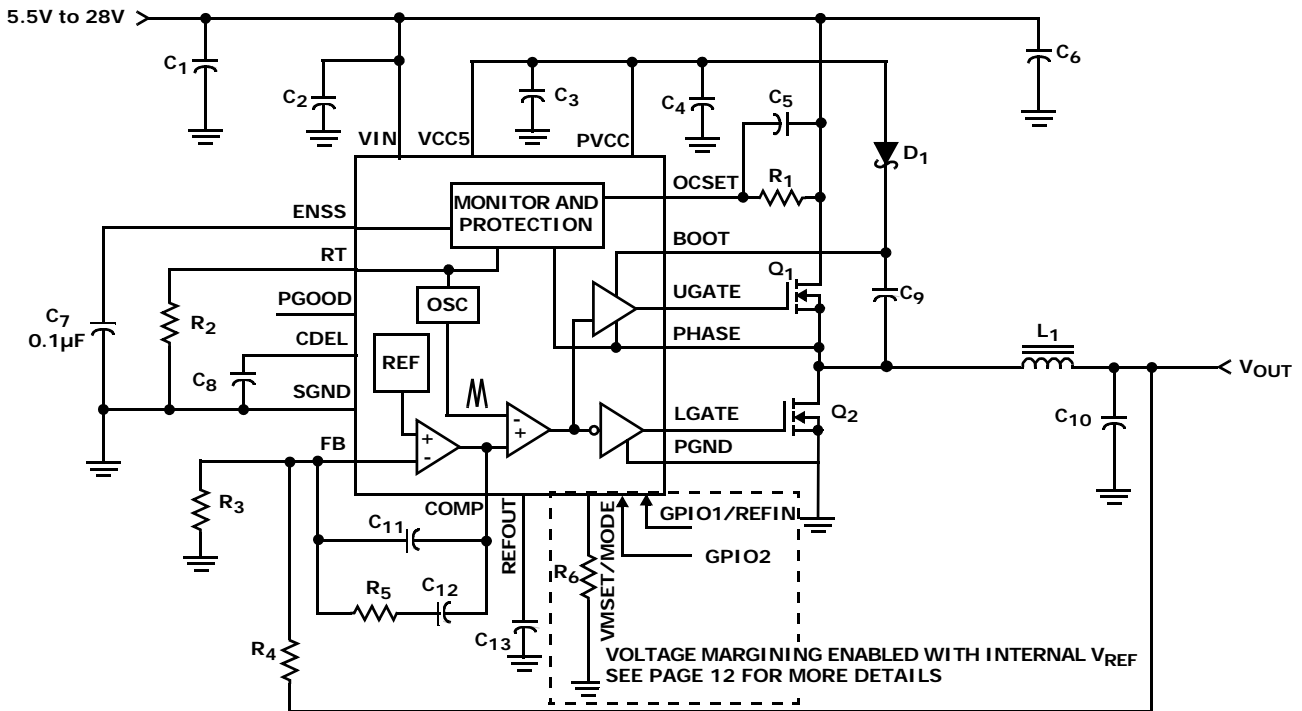 5.5V to 28V
C1
C2
C3
C4
C5
C6
VIN
VCC5
PVCC
D1
OCSET
R1
MONITOR AND
PROTECTION
ENSS
BOOT
RT
Q1
C9
UGATE
OSC
PGOOD
C7
0.1µF
R2
CDEL
PHASE
L1
REF
C8
VOUT
SGND
LGATE
Q2
C10
-
+
+
-
FB
PGND
R3
COMP
REFOUT
VMSET/MODE
GPIO1/REFIN
C11
GPIO2
R6
R5
C12
C13
R4
VOLTAGE MARGINING ENABLED WITH INTERNAL VREF
SEE PAGE 12 FOR MORE DETAILS